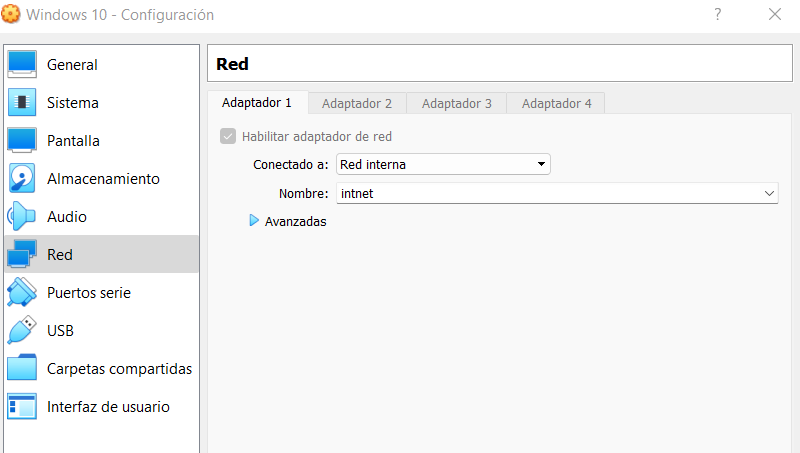 Windows 10 - Configuración
?
General
Sistema
Pantalla
Almacenamiento
Audio
Red
Puertos serie
USB
Carpetas compartidas
Interfaz de usuario
Red
Adaptador 1 Adaptador 2 Adaptador 3 Adaptador 4
Habilitar adaptador de red
Conectado a: Red interna
Nombre: intnet
Avanzadas